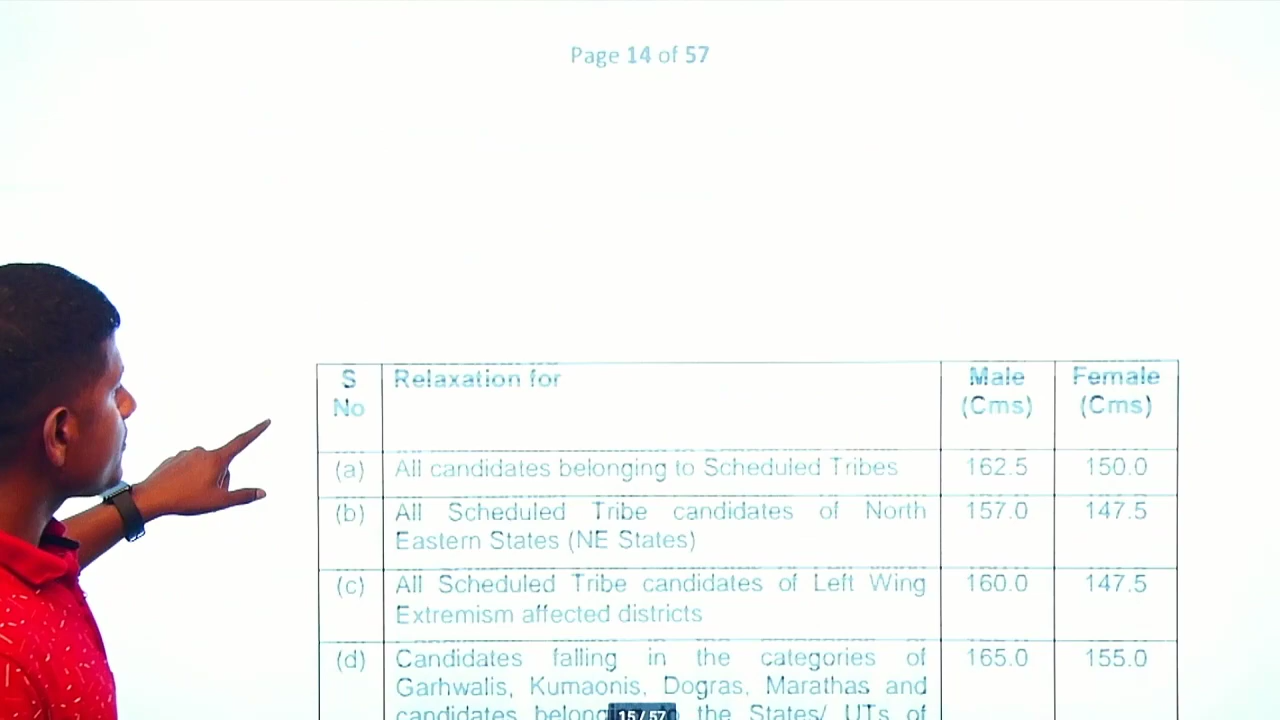 Page 14 of 57
S No
Relaxation for
Male (Cms)
Female (Cms)
(a) All candidates belonging to Scheduled Tribes 162.5 150.0
(b) All Scheduled Tribe candidates of North 157.0 147.5
Eastern States (NE States)
(c) All Scheduled Tribe candidates of Left Wing 160.0 147.5
Extremism affected districts
(d) Candidates falling in the categories of 165.0 155.0
Garhwalis, Kumaonis, Dogras, Marathas and
candidates the States/ UTs of
15/57